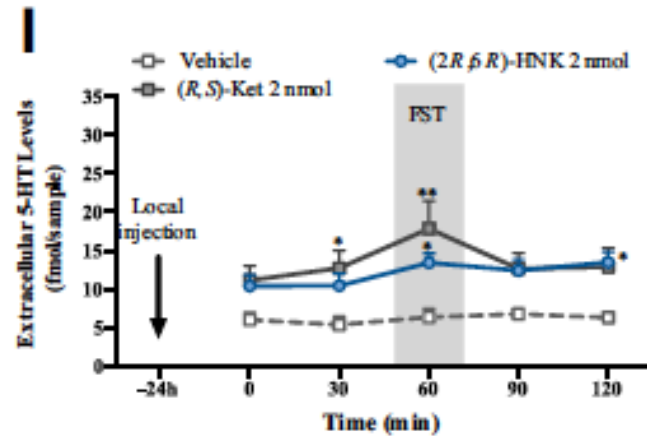 I
Vehicle
(R,S)-Ket 2 nmol
(2R,6R)-HNK 2 nmol
Extracellular 5-HT Levels
(fmol/sample)
35
30
25
20
15
10
5
0
FST
Local
injection
*
**
*
*
–24h 0 30 60 90 120
Time (min)